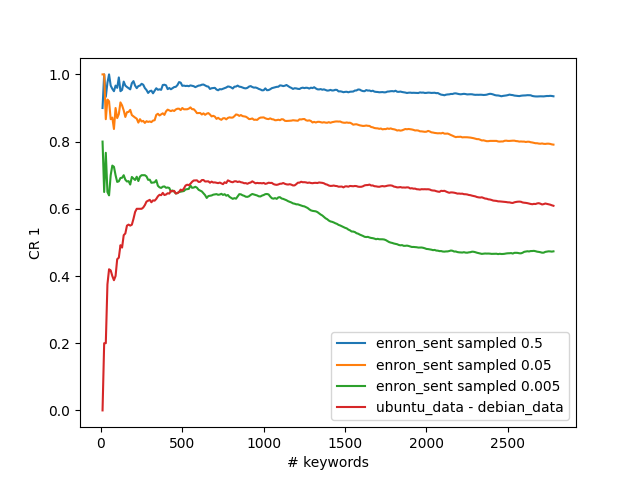 1.0
0.8
0.6
0.4
0.2
0.0
CR 1
0 500 1000 1500 2000 2500
# keywords
enron_sent sampled 0.5
enron_sent sampled 0.05
enron_sent sampled 0.005
ubuntu_data - debian_data